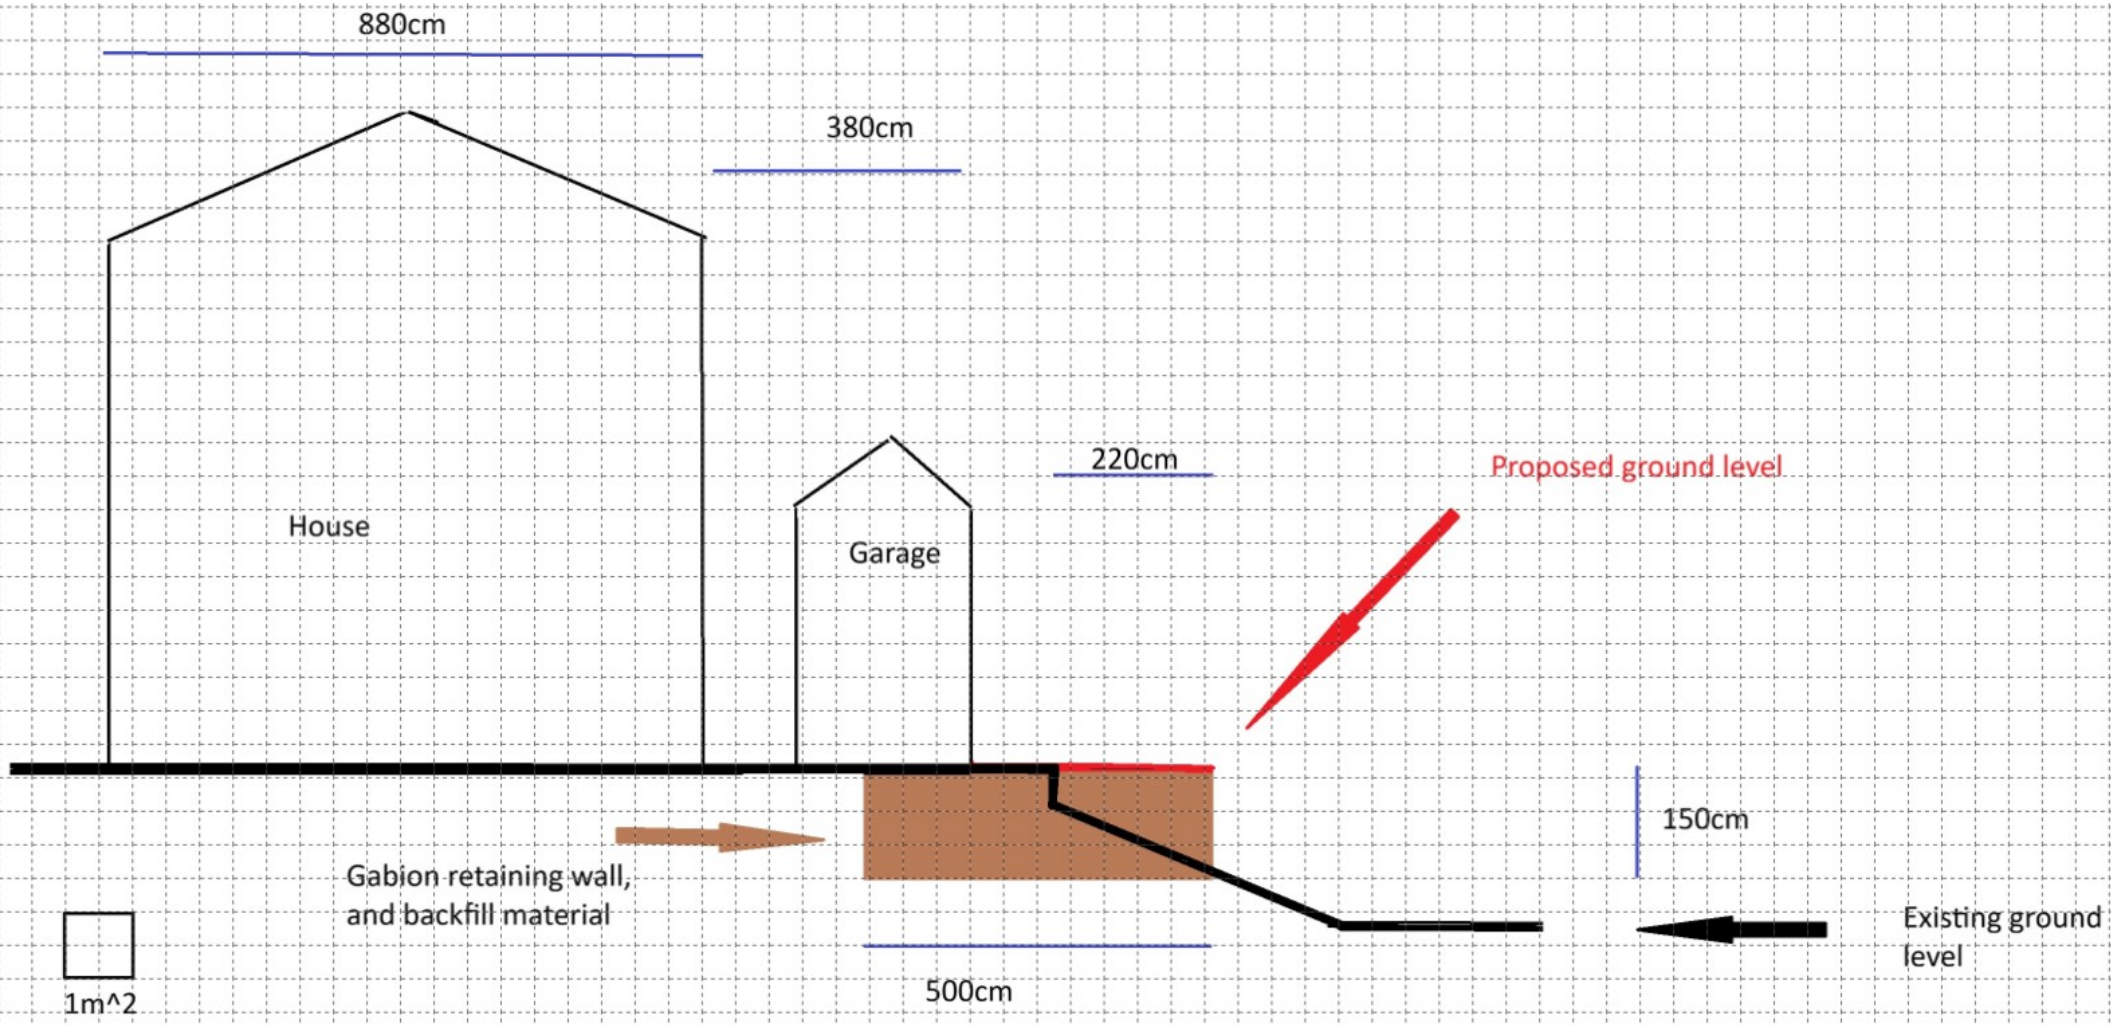 880cm
380cm
220cm
Proposed ground level
House
Garage
150cm
Gabion retaining wall,
and backfill material
Existing ground
level
500cm
1m^2